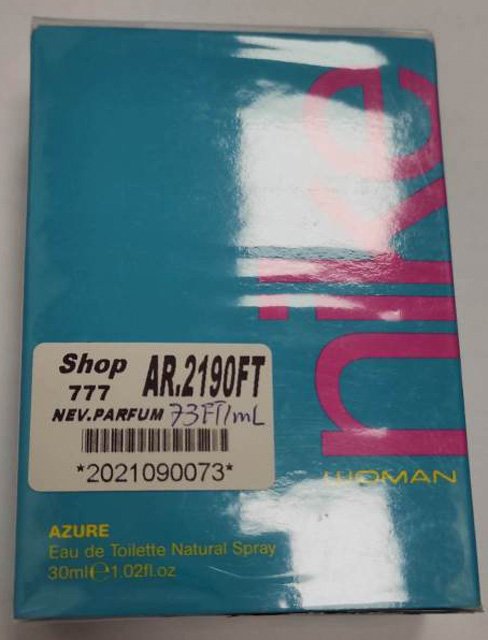 nike
WOMAN
Shop
777
AR.2190FT
NEV.PARFUM 73FT/mL
*2021090073*
AZURE
Eau de Toilette Natural Spray
30ml℮1.02fl.oz